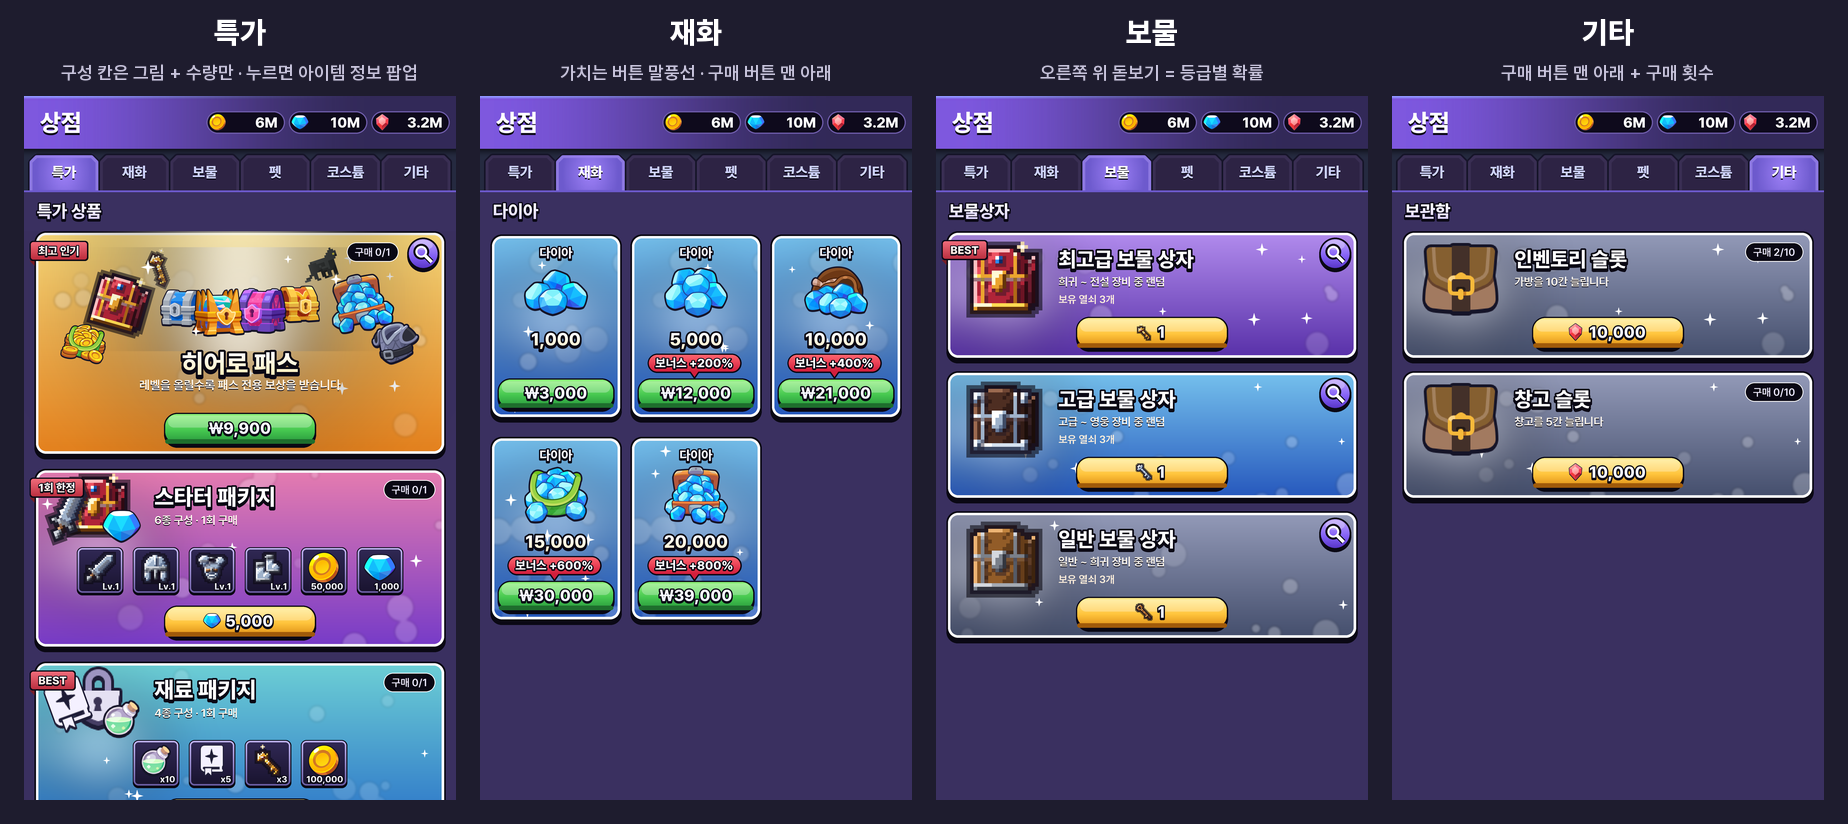 특가
구성 칸은 그림 + 수량만 · 누르면 아이템 정보 팝업
상점
6M
10M
3.2M
특가
재화
보물
펫
코스튬
기타
특가 상품
최고 인기
구매 0/1
히어로 패스
레벨을 올릴수록 패스 전용 보상을 받습니다
₩9,900
1회 한정
스타터 패키지
구매 0/1
6종 구성 · 1회 구매
Lv.1
Lv.1
Lv.1
Lv.1
50,000
1,000
5,000
BEST
재료 패키지
구매 0/1
4종 구성 · 1회 구매
x10
x5
x3
100,000
재화
가치는 버튼 말풍선 · 구매 버튼 맨 아래
상점
6M
10M
3.2M
특가
재화
보물
펫
코스튬
기타
다이아
다이아
1,000
₩3,000
다이아
5,000
보너스 +200%
₩12,000
다이아
10,000
보너스 +400%
₩21,000
다이아
15,000
보너스 +600%
₩30,000
다이아
20,000
보너스 +800%
₩39,000
보물
오른쪽 위 돋보기 = 등급별 확률
상점
6M
10M
3.2M
특가
재화
보물
펫
코스튬
기타
보물상자
BEST
최고급 보물 상자
희귀 ~ 전설 장비 중 랜덤
보유 열쇠 3개
1
고급 보물 상자
고급 ~ 영웅 장비 중 랜덤
보유 열쇠 3개
1
일반 보물 상자
일반 ~ 희귀 장비 중 랜덤
보유 열쇠 3개
1
기타
구매 버튼 맨 아래 + 구매 횟수
상점
6M
10M
3.2M
특가
재화
보물
펫
코스튬
기타
보관함
인벤토리 슬롯
구매 2/10
가방을 10칸 늘립니다
10,000
창고 슬롯
구매 0/10
창고를 5칸 늘립니다
10,000